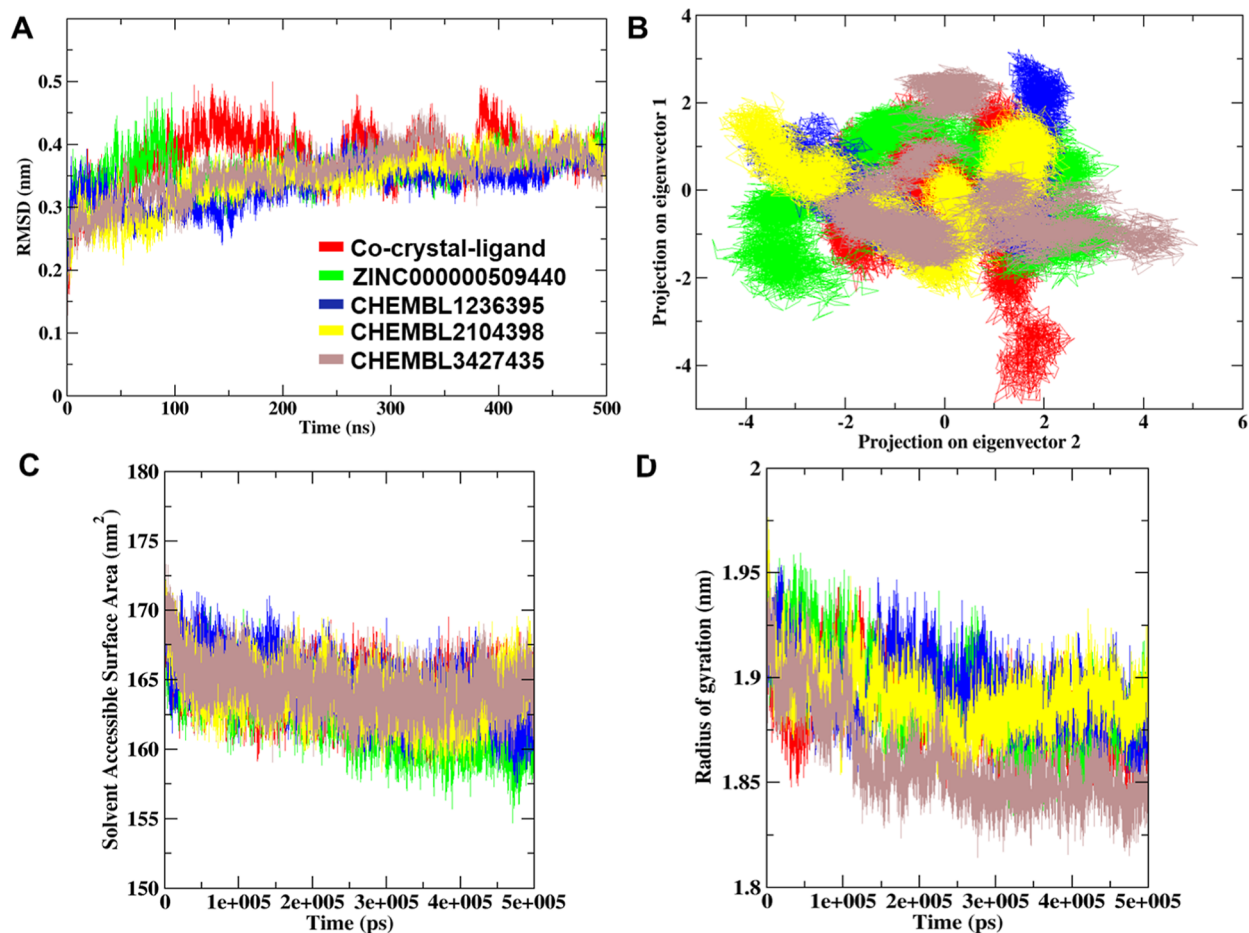 A
RMSD (nm)
0.5
0.4
0.3
0.2
0.1
0
0 100 200 300 400 500
Time (ns)
Co-crystal-ligand
ZINC000000509440
CHEMBL1236395
CHEMBL2104398
CHEMBL3427435
B
Projection on eigenvector 1
4
2
0
-2
-4
-4 -2 0 2 4 6
Projection on eigenvector 2
C
Solvent Accessible Surface Area (nm²)
180
175
170
165
160
155
150
0 1e+005 2e+005 3e+005 4e+005 5e+005
Time (ps)
D
Radius of gyration (nm)
2
1.95
1.9
1.85
1.8
0 1e+005 2e+005 3e+005 4e+005 5e+005
Time (ps)